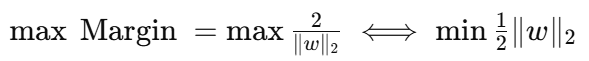 max Margin = max 2/‖w‖₂ ⟺ min ½‖w‖₂